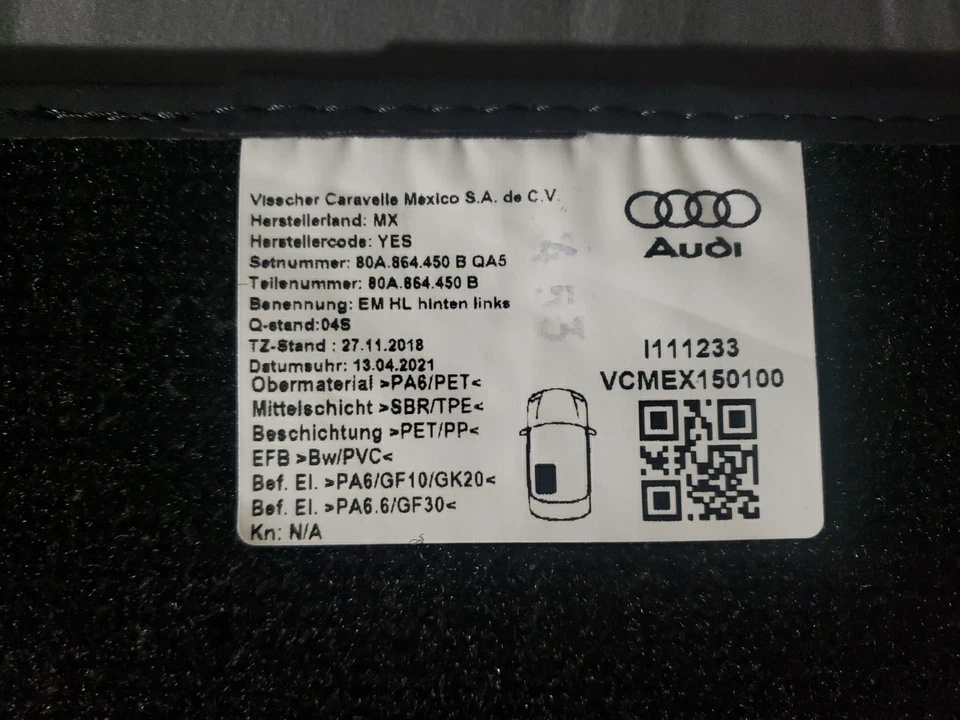 Visscher Caravelle Mexico S.A. de C.V.
Herstellerland: MX
Herstellercode: YES
Setnummer: 80A.864.450 B QA5
Teilenummer: 80A.864.450 B
Benennung: EM HL hinten links
Q-stand:04S
TZ-Stand : 27.11.2018
Datumsuhr: 13.04.2021
Obermaterial >PA6/PET<
Mittelschicht >SBR/TPE<
Beschichtung >PET/PP<
EFB >Bw/PVC<
Bef. El. >PA6/GF10/GK20<
Bef. El. >PA6.6/GF30<
Kn: N/A
Audi
I111233
VCMEX150100